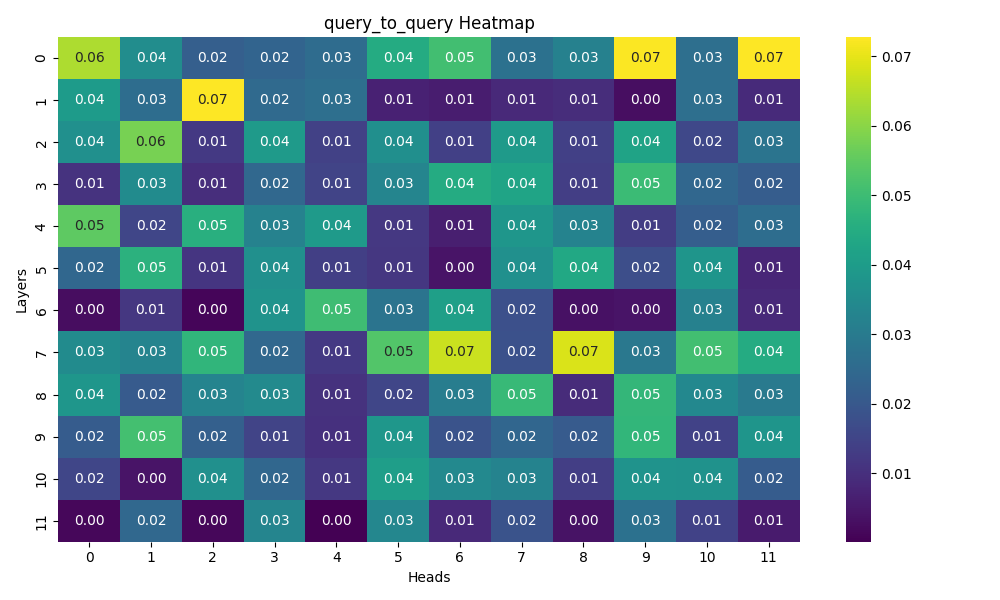 query_to_query Heatmap
0 0.06 0.04 0.02 0.02 0.03 0.04 0.05 0.03 0.03 0.07 0.03 0.07
1 0.04 0.03 0.07 0.02 0.03 0.01 0.01 0.01 0.01 0.00 0.03 0.01
2 0.04 0.06 0.01 0.04 0.01 0.04 0.01 0.04 0.01 0.04 0.02 0.03
3 0.01 0.03 0.01 0.02 0.01 0.03 0.04 0.04 0.01 0.05 0.02 0.02
4 0.05 0.02 0.05 0.03 0.04 0.01 0.01 0.04 0.03 0.01 0.02 0.03
5 0.02 0.05 0.01 0.04 0.01 0.01 0.00 0.04 0.04 0.02 0.04 0.01
6 0.00 0.01 0.00 0.04 0.05 0.03 0.04 0.02 0.00 0.00 0.03 0.01
7 0.03 0.03 0.05 0.02 0.01 0.05 0.07 0.02 0.07 0.03 0.05 0.04
8 0.04 0.02 0.03 0.03 0.01 0.02 0.03 0.05 0.01 0.05 0.03 0.03
9 0.02 0.05 0.02 0.01 0.01 0.04 0.02 0.02 0.02 0.05 0.01 0.04
10 0.02 0.00 0.04 0.02 0.01 0.04 0.03 0.03 0.01 0.04 0.04 0.02
11 0.00 0.02 0.00 0.03 0.00 0.03 0.01 0.02 0.00 0.03 0.01 0.01
0 1 2 3 4 5 6 7 8 9 10 11
Heads
Layers
0.07
0.06
0.05
0.04
0.03
0.02
0.01